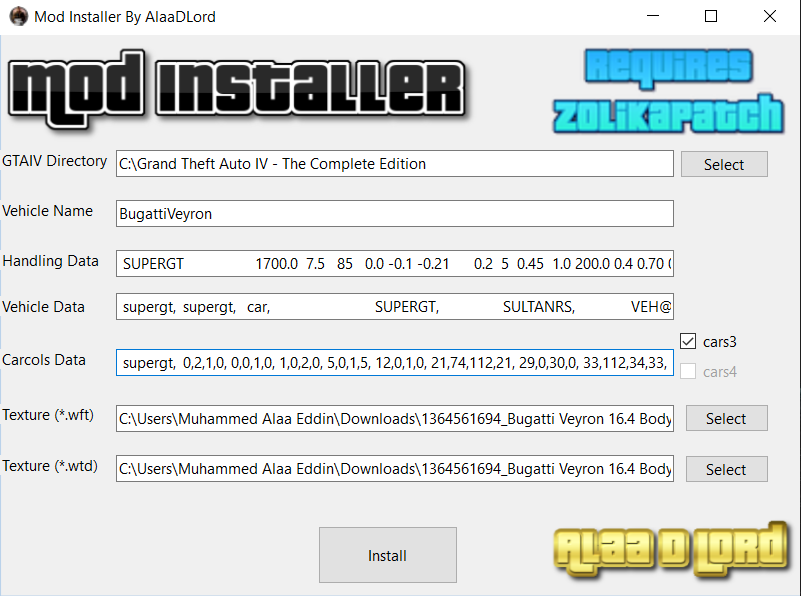 Mod Installer By AlaaDLord
Mod Installer
Requires
ZolikaPatch
GTAIV Directory C:\Grand Theft Auto IV - The Complete Edition Select
Vehicle Name BugattiVeyron
Handling Data SUPERGT 1700.0 7.5 85 0.0 -0.1 -0.21 0.2 5 0.45 1.0 200.0 0.4 0.70
Vehicle Data supergt, supergt, car, SUPERGT, SULTANRS, VEH@
cars3
Carcols Data supergt, 0,2,1,0, 0,0,1,0, 1,0,2,0, 5,0,1,5, 12,0,1,0, 21,74,112,21, 29,0,30,0, 33,112,34,33,
cars4
Texture (*.wft) C:\Users\Muhammed Alaa Eddin\Downloads\1364561694_Bugatti Veyron 16.4 Body Select
Texture (*.wtd) C:\Users\Muhammed Alaa Eddin\Downloads\1364561694_Bugatti Veyron 16.4 Body Select
Install
Alaa D Lord